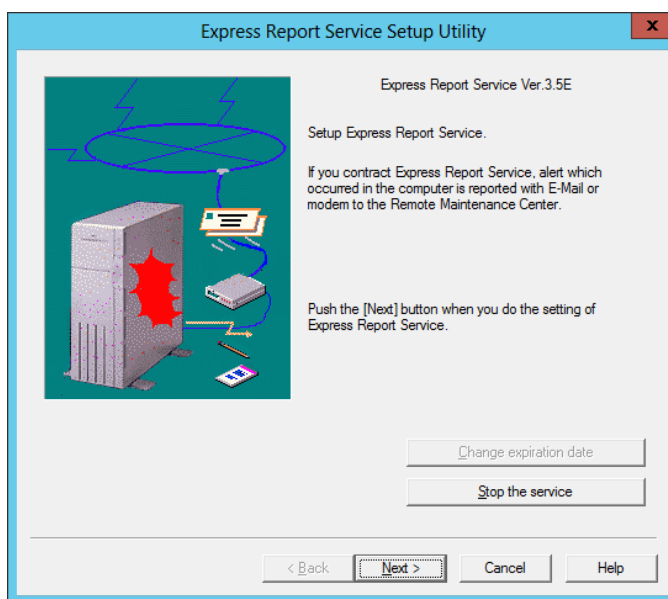 Express Report Service Setup Utility
x
Express Report Service Ver.3.5E
Setup Express Report Service.
If you contract Express Report Service, alert which
occurred in the computer is reported with E-Mail or
modem to the Remote Maintenance Center.
Push the [Next] button when you do the setting of
Express Report Service.
Change expiration date
Stop the service
< Back
Next >
Cancel
Help